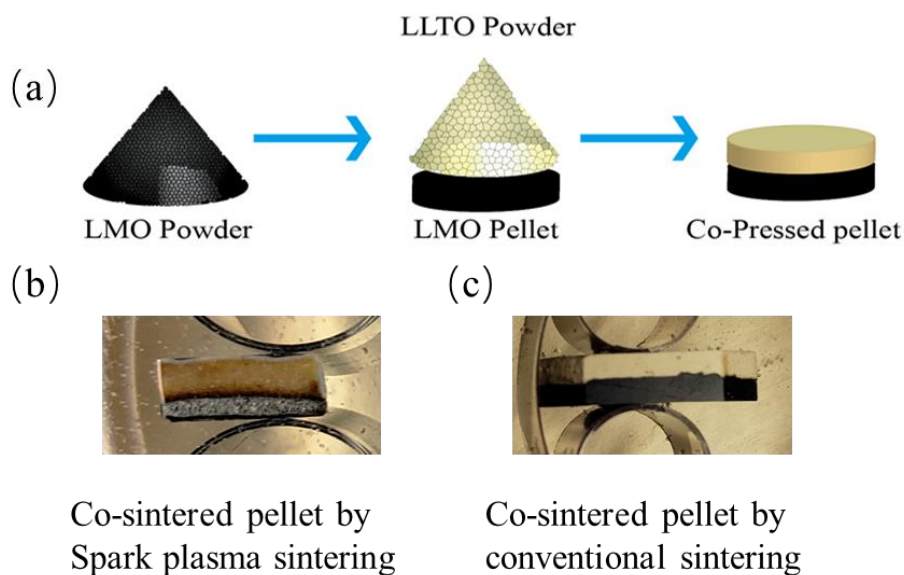 LLTO Powder
(a)
LMO Powder
LMO Pellet
Co-Pressed pellet
(b)
(c)
Co-sintered pellet by
Spark plasma sintering
Co-sintered pellet by
conventional sintering